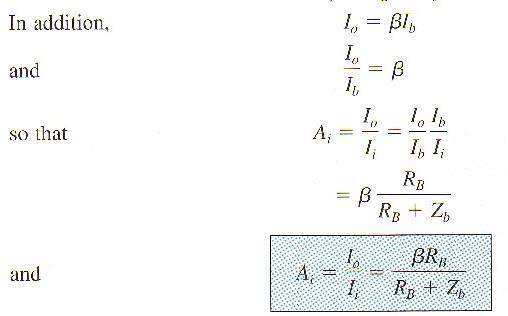 In addition, I_o = βI_b
and I_o/I_b = β
so that A_i = I_o/I_i = I_o/I_b I_b/I_i
= β R_B/(R_B + Z_b)
and A_i = I_o/I_i = βR_B/(R_B + Z_b)